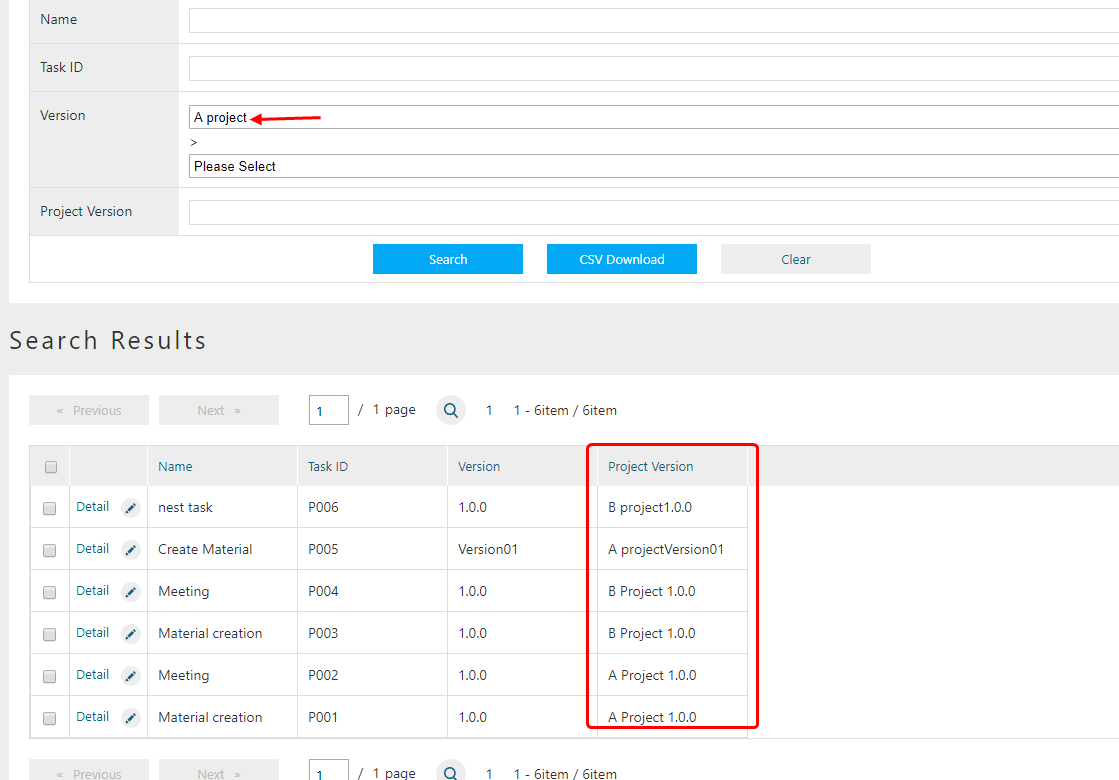 Name
Task ID
Version
A project
>
Please Select
Project Version
Search CSV Download Clear
Search Results
« Previous Next » 1 / 1 page 1 1 - 6item / 6item
Name Task ID Version Project Version
Detail nest task P006 1.0.0 B project1.0.0
Detail Create Material P005 Version01 A projectVersion01
Detail Meeting P004 1.0.0 B Project 1.0.0
Detail Material creation P003 1.0.0 B Project 1.0.0
Detail Meeting P002 1.0.0 A Project 1.0.0
Detail Material creation P001 1.0.0 A Project 1.0.0
« Previous Next » 1 / 1 page 1 1 - 6item / 6item